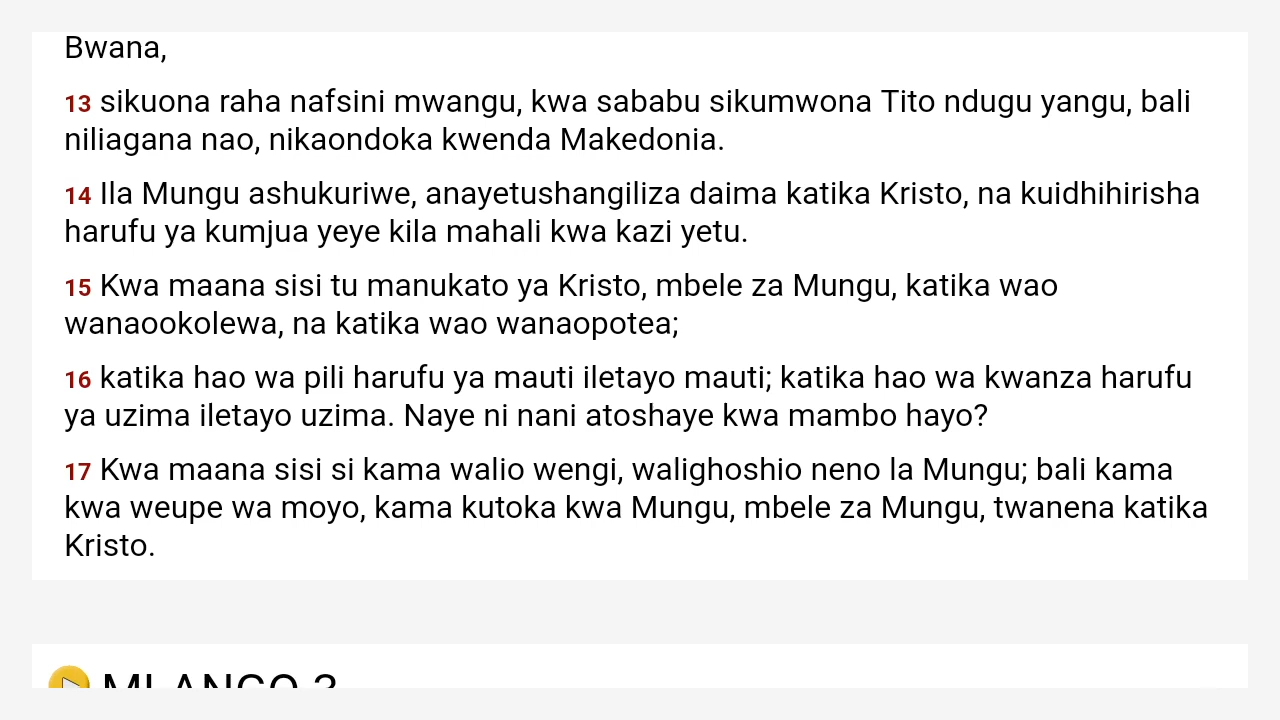 Bwana,
13 sikuona raha nafsini mwangu, kwa sababu sikumwona Tito ndugu yangu, bali
niliagana nao, nikaondoka kwenda Makedonia.
14 Ila Mungu ashukuriwe, anayetushangiliza daima katika Kristo, na kuidhihirisha
harufu ya kumjua yeye kila mahali kwa kazi yetu.
15 Kwa maana sisi tu manukato ya Kristo, mbele za Mungu, katika wao
wanaookolewa, na katika wao wanaopotea;
16 katika hao wa pili harufu ya mauti iletayo mauti; katika hao wa kwanza harufu
ya uzima iletayo uzima. Naye ni nani atoshaye kwa mambo hayo?
17 Kwa maana sisi si kama walio wengi, walighoshio neno la Mungu; bali kama
kwa weupe wa moyo, kama kutoka kwa Mungu, mbele za Mungu, twanena katika
Kristo.
MLANGO 3